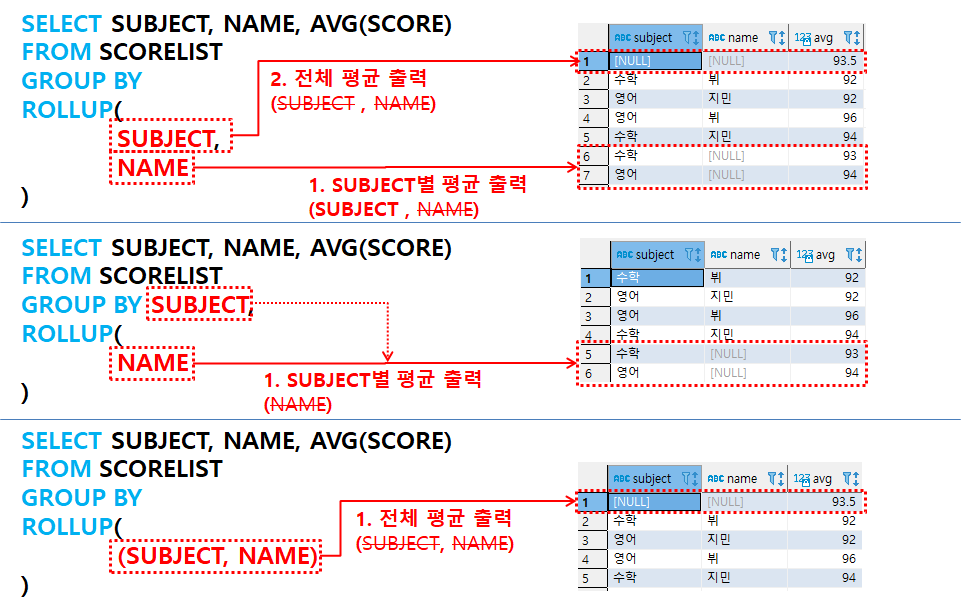 SELECT SUBJECT, NAME, AVG(SCORE)
FROM SCORELIST
GROUP BY
ROLLUP(
SUBJECT,
NAME
)
2. 전체 평균 출력
(SUBJECT , NAME)
1. SUBJECT별 평균 출력
(SUBJECT , NAME)
ABC subject ABC name 123 avg
1 [NULL] [NULL] 93.5
2 수학 뷔 92
3 영어 지민 92
4 영어 뷔 96
5 수학 지민 94
6 수학 [NULL] 93
7 영어 [NULL] 94
SELECT SUBJECT, NAME, AVG(SCORE)
FROM SCORELIST
GROUP BY SUBJECT,
ROLLUP(
NAME
)
1. SUBJECT별 평균 출력
(NAME)
ABC subject ABC name 123 avg
1 수학 뷔 92
2 영어 지민 92
3 영어 뷔 96
4 수학 지민 94
5 수학 [NULL] 93
6 영어 [NULL] 94
SELECT SUBJECT, NAME, AVG(SCORE)
FROM SCORELIST
GROUP BY
ROLLUP(
(SUBJECT, NAME)
)
1. 전체 평균 출력
(SUBJECT, NAME)
ABC subject ABC name 123 avg
1 [NULL] [NULL] 93.5
2 수학 뷔 92
3 영어 지민 92
4 영어 뷔 96
5 수학 지민 94